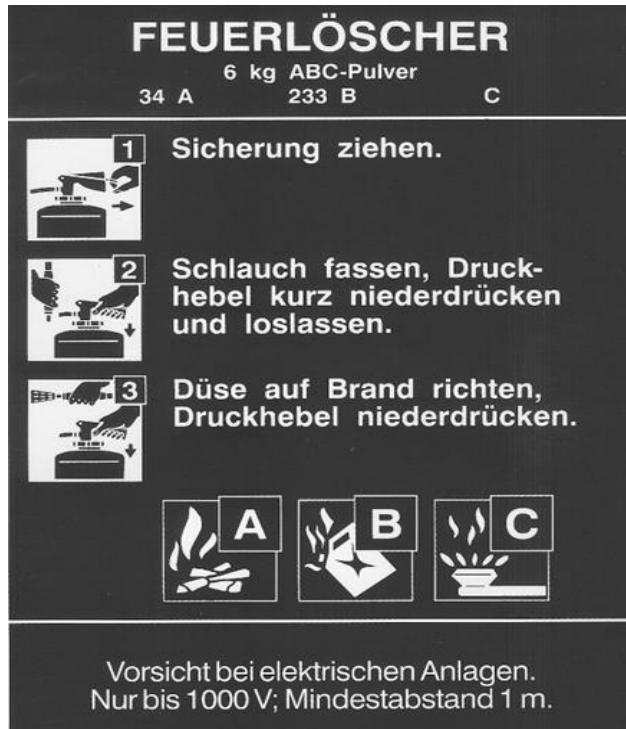 FEUERLÖSCHER
6 kg ABC-Pulver
34 A 233 B C
1 Sicherung ziehen.
2 Schlauch fassen, Druck-
hebel kurz niederdrücken
und loslassen.
3 Düse auf Brand richten,
Druckhebel niederdrücken.
A B C
Vorsicht bei elektrischen Anlagen.
Nur bis 1000 V; Mindestabstand 1 m.